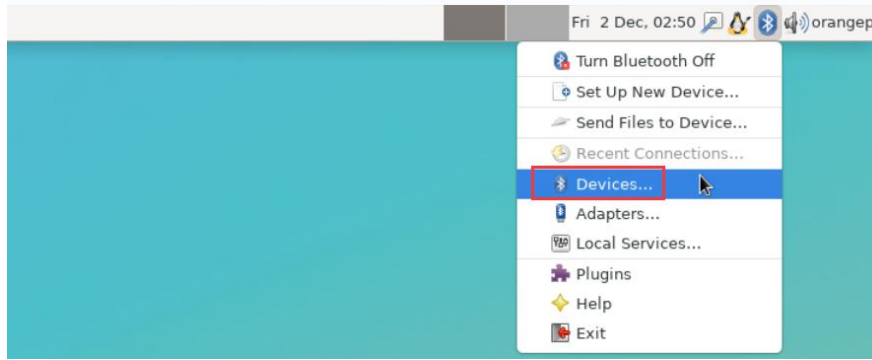 Fri 2 Dec, 02:50 orangep
Turn Bluetooth Off
Set Up New Device...
Send Files to Device...
Recent Connections...
Devices...
Adapters...
Local Services...
Plugins
Help
Exit